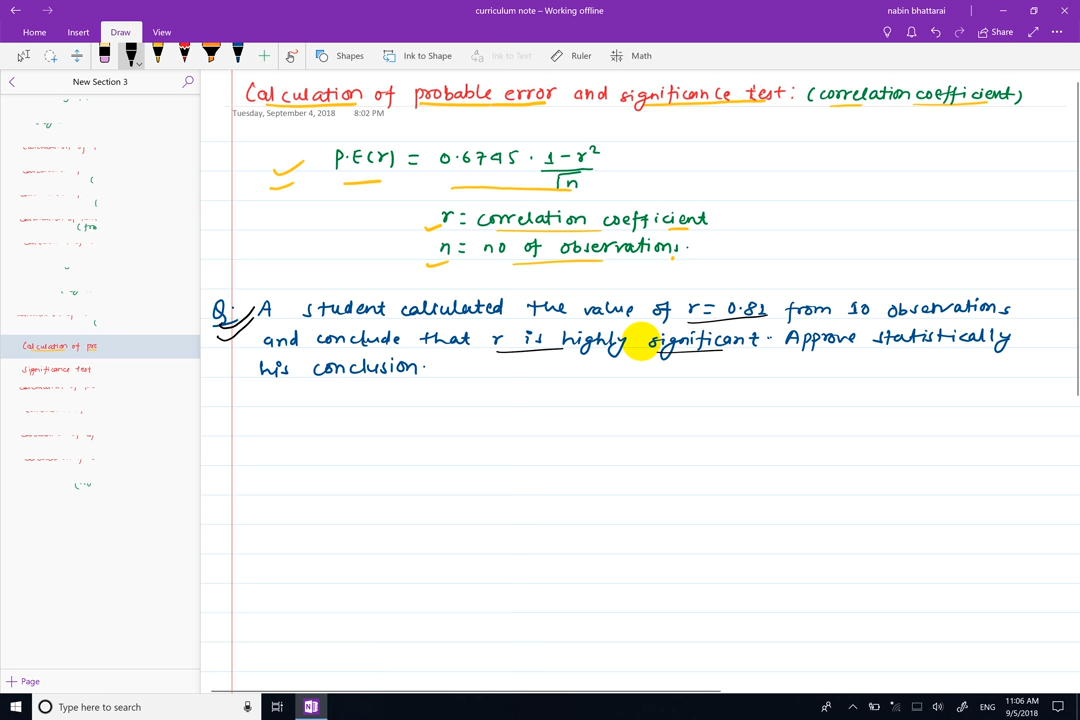 curriculum note – Working offline
nabin bhattarai
Home Insert Draw View
Share
Shapes Ink to Shape Ink to Text Ruler Math
New Section 3
Calculation of probable error and significance test: (correlation coefficient)
Tuesday, September 4, 2018 8:02 PM
P.E(r) = 0.6745 · 1-r² / √n
r = correlation coefficient
n = no of observations.
Q. A student calculated the value of r = 0.81 from 10 observations
and conclude that r is highly significant. Approve statistically
his conclusion.
Calculation of pre
Significance test
+ Page
Type here to search
ENG
11:06 AM
9/5/2018